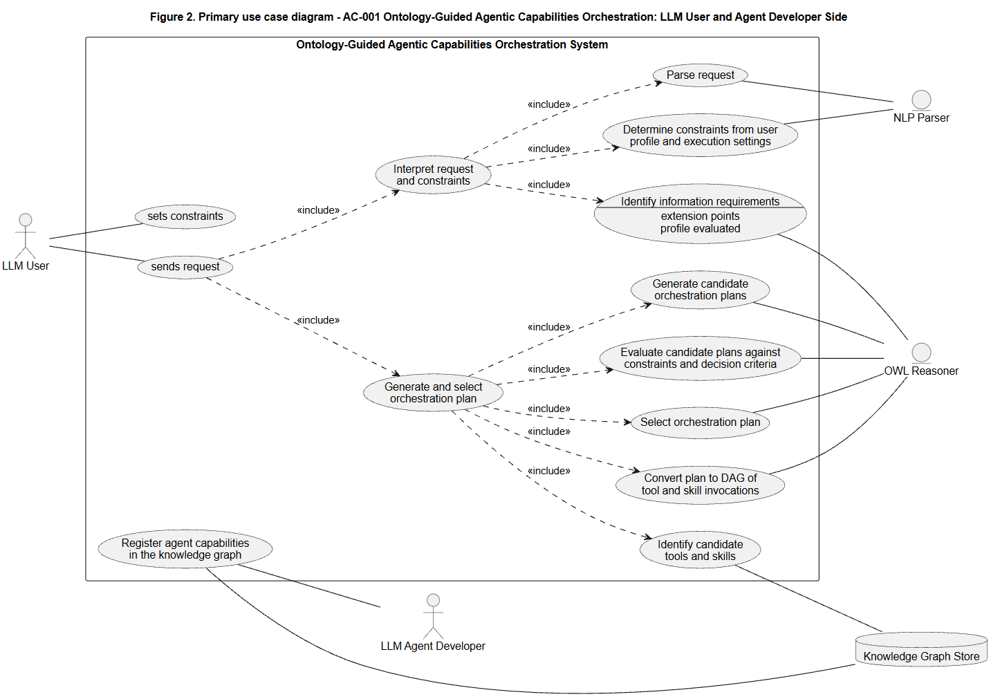 Figure 2. Primary use case diagram - AC-001 Ontology-Guided Agentic Capabilities Orchestration: LLM User and Agent Developer Side
Ontology-Guided Agentic Capabilities Orchestration System
Parse request
«include»
NLP Parser
Determine constraints from user
profile and execution settings
«include»
Interpret request
and constraints
«include»
Identify information requirements
extension points
profile evaluated
«include»
sets constraints
LLM User
sends request
Generate candidate
orchestration plans
«include»
«include»
Evaluate candidate plans against
constraints and decision criteria
OWL Reasoner
«include»
Generate and select
orchestration plan
«include»
Select orchestration plan
«include»
«include»
Convert plan to DAG of
tool and skill invocations
Register agent capabilities
in the knowledge graph
Identify candidate
tools and skills
LLM Agent Developer
Knowledge Graph Store